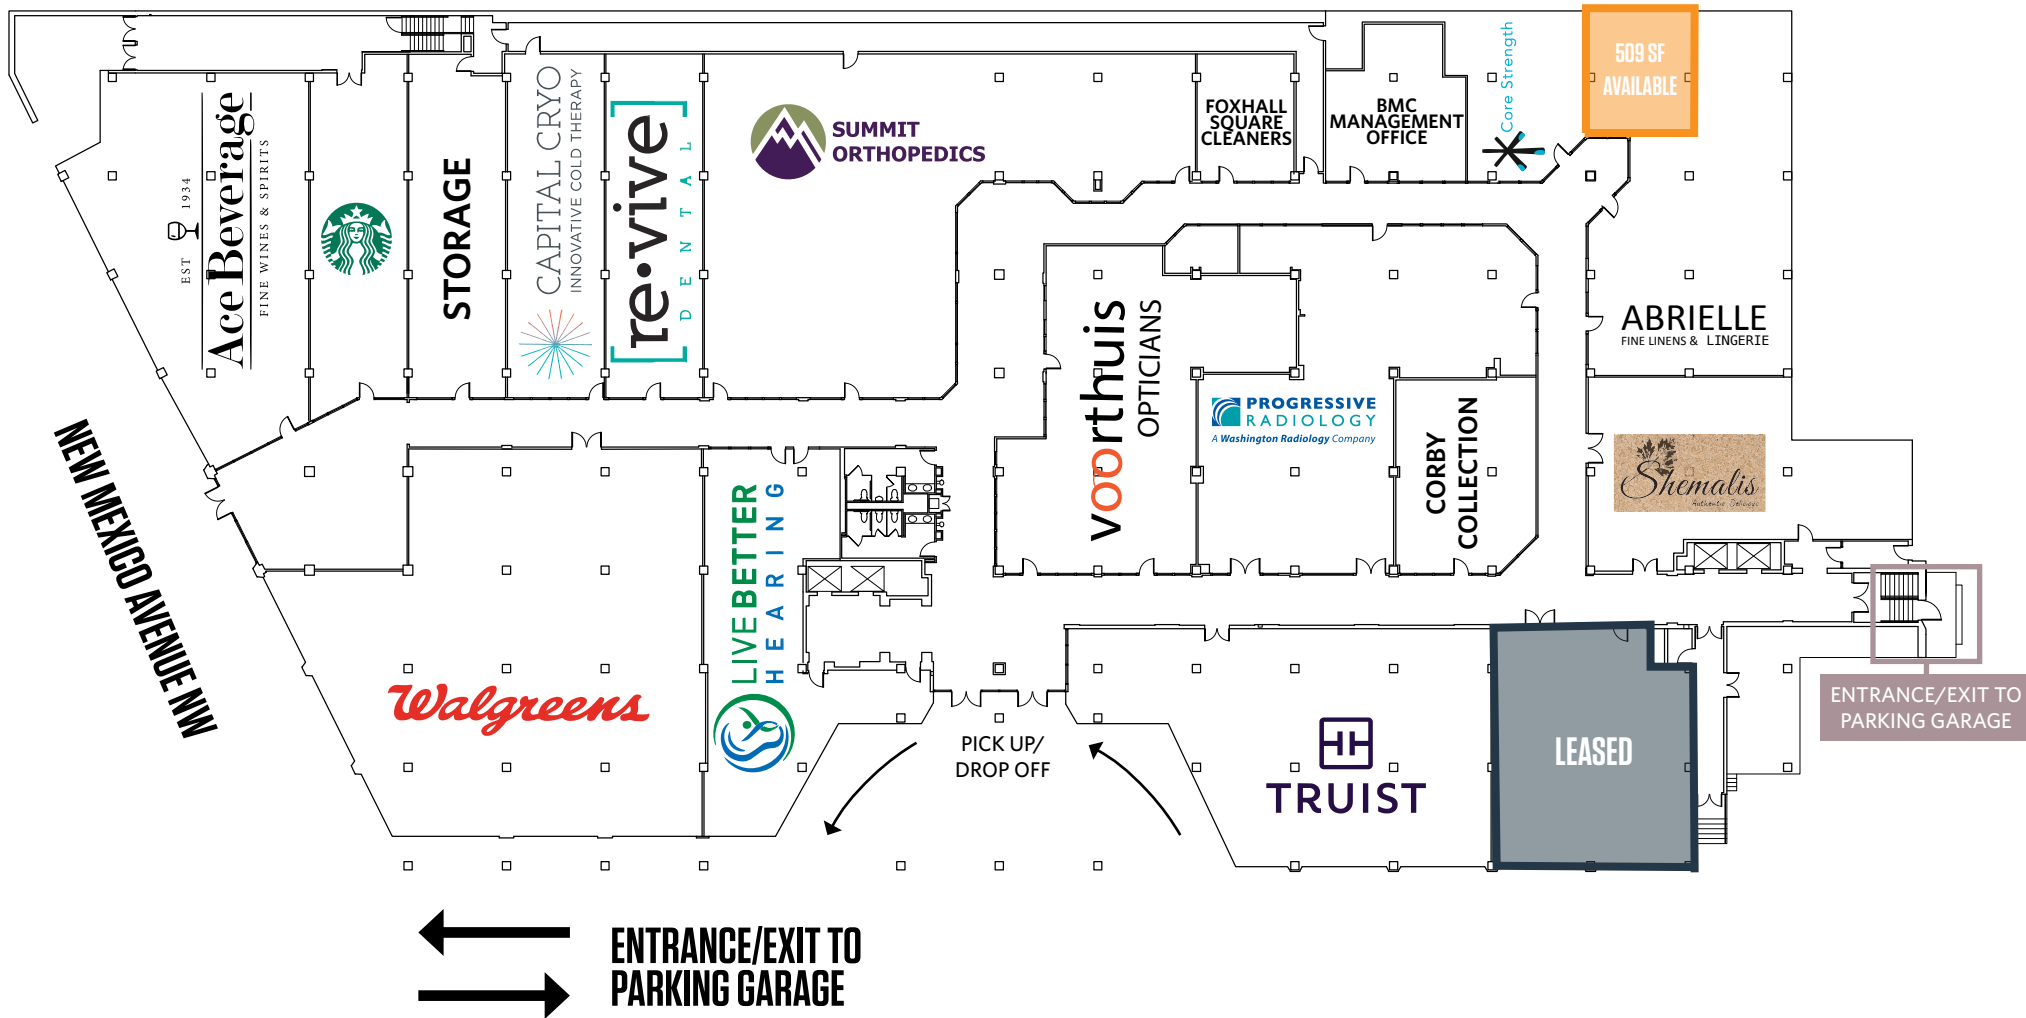 EST 1934
AceBeverage
FINE WINES & SPIRITS
STORAGE
CAPITAL CRYO
INNOVATIVE COLD THERAPY
[re•vive]
DENTAL
SUMMIT
ORTHOPEDICS
FOXHALL
SQUARE
CLEANERS
BMC
MANAGEMENT
OFFICE
Core Strength
509 SF
AVAILABLE
ABRIELLE
FINE LINENS & LINGERIE
voorthuis
OPTICIANS
PROGRESSIVE
RADIOLOGY
A Washington Radiology Company
CORBY
COLLECTION
Shemalis
Authentic Delicious
NEW MEXICO AVENUE NW
Walgreens
LIVE BETTER
HEARING
PICK UP/
DROP OFF
TRUIST
LEASED
ENTRANCE/EXIT TO
PARKING GARAGE
ENTRANCE/EXIT TO
PARKING GARAGE